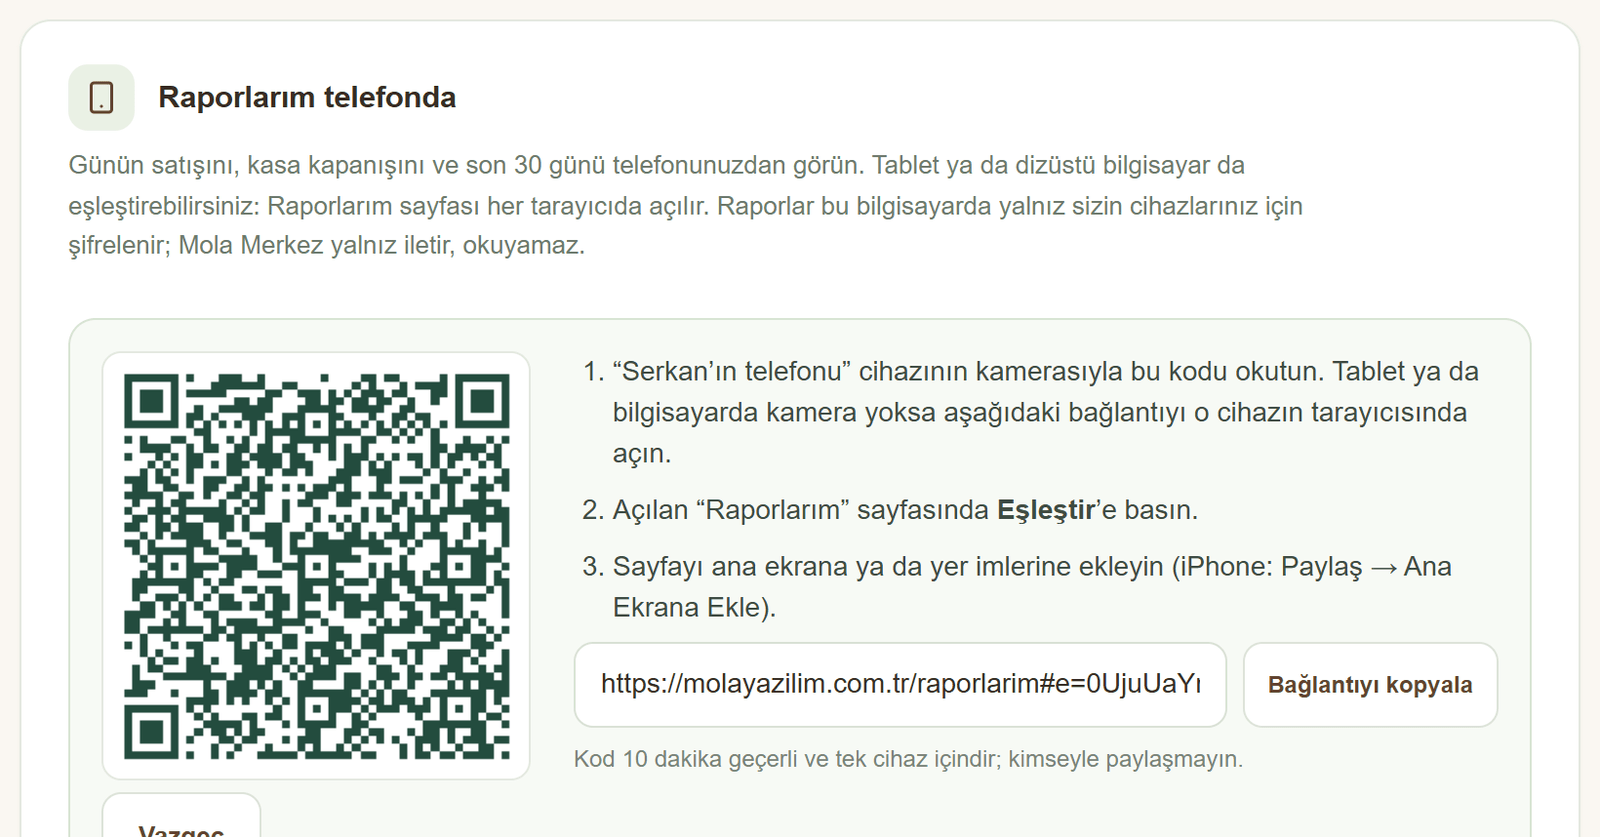 Raporlarım telefonda
Günün satışını, kasa kapanışını ve son 30 günü telefonunuzdan görün. Tablet ya da dizüstü bilgisayar da
eşleştirebilirsiniz: Raporlarım sayfası her tarayıcıda açılır. Raporlar bu bilgisayarda yalnız sizin cihazlarınız için
şifrelenir; Mola Merkez yalnız iletir, okuyamaz.
1. “Serkan’ın telefonu” cihazının kamerasıyla bu kodu okutun. Tablet ya da
bilgisayarda kamera yoksa aşağıdaki bağlantıyı o cihazın tarayıcısında
açın.
2. Açılan “Raporlarım” sayfasında Eşleştir’e basın.
3. Sayfayı ana ekrana ya da yer imlerine ekleyin (iPhone: Paylaş → Ana
Ekrana Ekle).
https://molayazilim.com.tr/raporlarim#e=0UjuUaYr
Bağlantıyı kopyala
Kod 10 dakika geçerli ve tek cihaz içindir; kimseyle paylaşmayın.
Vazgeç